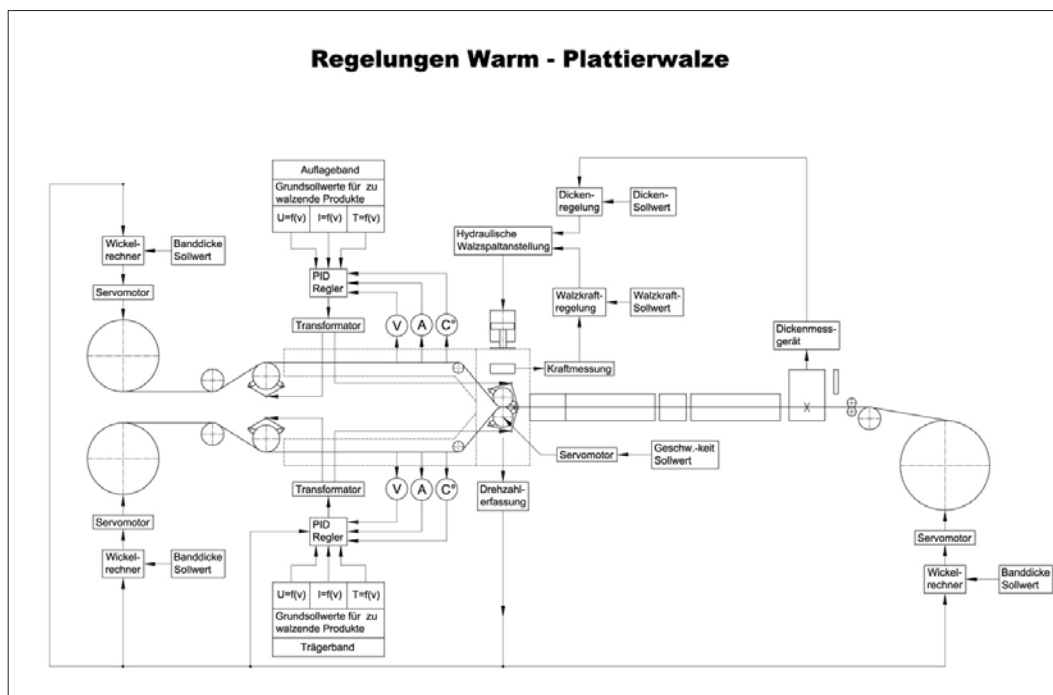 Regelungen Warm - Plattierwalze
Auflageband
Grundsollwerte für zu
walzende Produkte
U=f(v) I=f(v) T=f(v)
Wickel-
rechner
Banddicke
Sollwert
Servomotor
PID
Regler
Transformator
V A C°
Hydraulische
Walzspaltanstellung
Dicken-
regelung
Dicken-
Sollwert
Walzkraft-
regelung
Walzkraft-
Sollwert
Kraftmessung
Dickenmess-
gerät
X
Servomotor
Geschw.-keit
Sollwert
Drehzahl-
erfassung
Transformator
V A C°
PID
Regler
Servomotor
Wickel-
rechner
Banddicke
Sollwert
U=f(v) I=f(v) T=f(v)
Grundsollwerte für zu
walzende Produkte
Trägerband
Servomotor
Wickel-
rechner
Banddicke
Sollwert